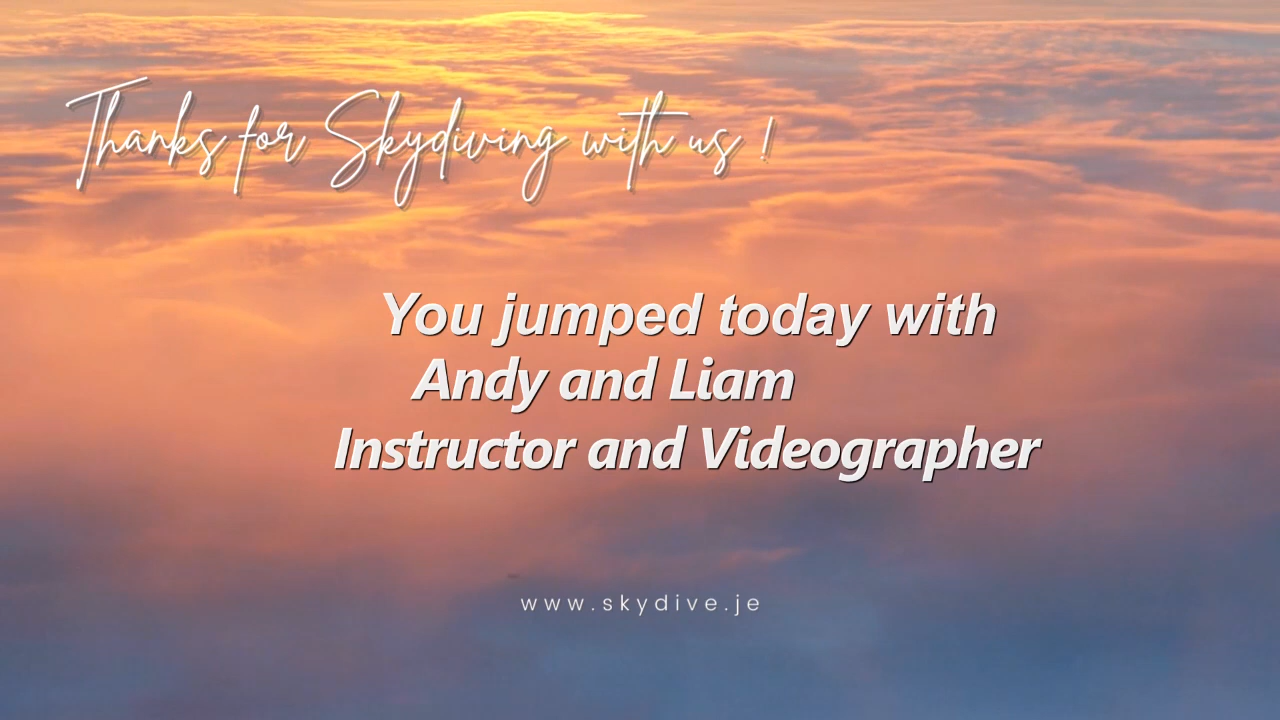 Thanks for Skydiving with us !
You jumped today with
Andy and Liam
Instructor and Videographer
www.skydive.je